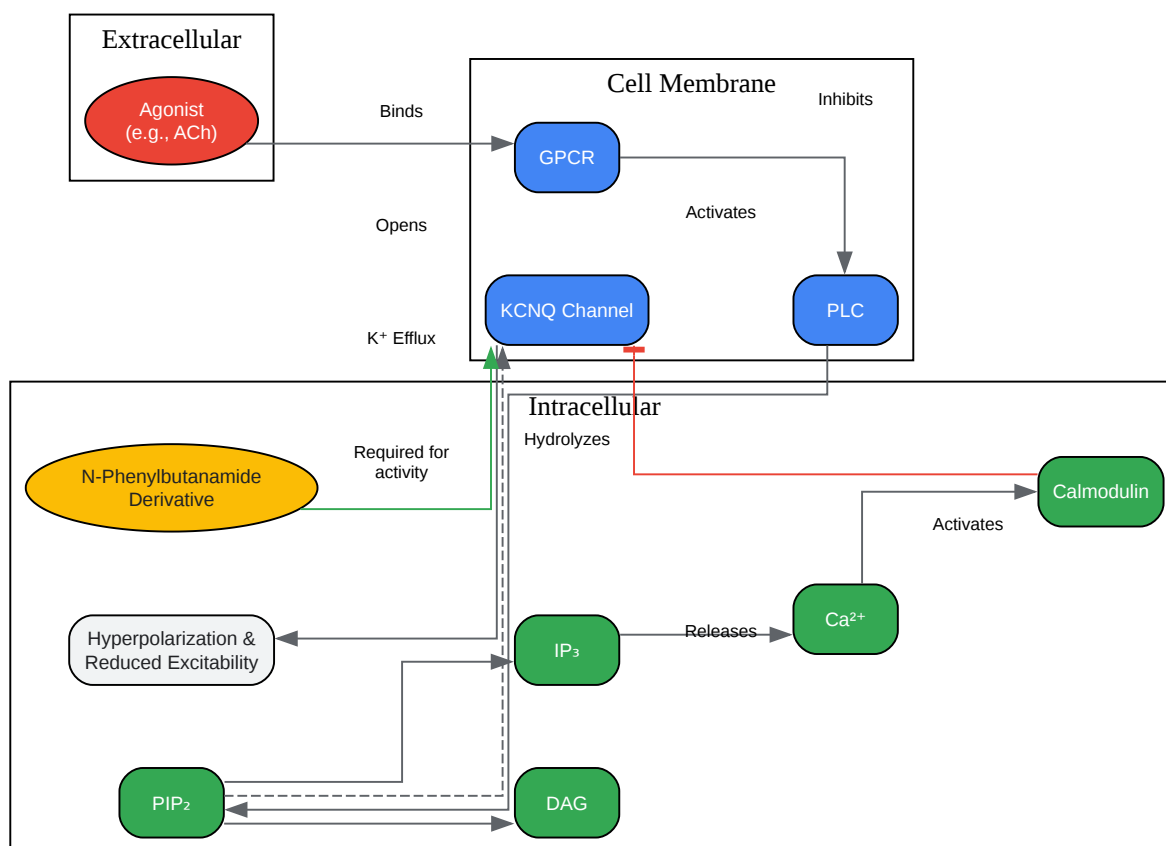 Extracellular
Agonist
(e.g., ACh)
Binds
Cell Membrane
Inhibits
GPCR
Opens
Activates
KCNQ Channel
PLC
K⁺ Efflux
Intracellular
Hydrolyzes
Required for
activity
N-Phenylbutanamide
Derivative
Calmodulin
Activates
Hyperpolarization &
Reduced Excitability
IP₃
Releases
Ca²⁺
PIP₂
DAG